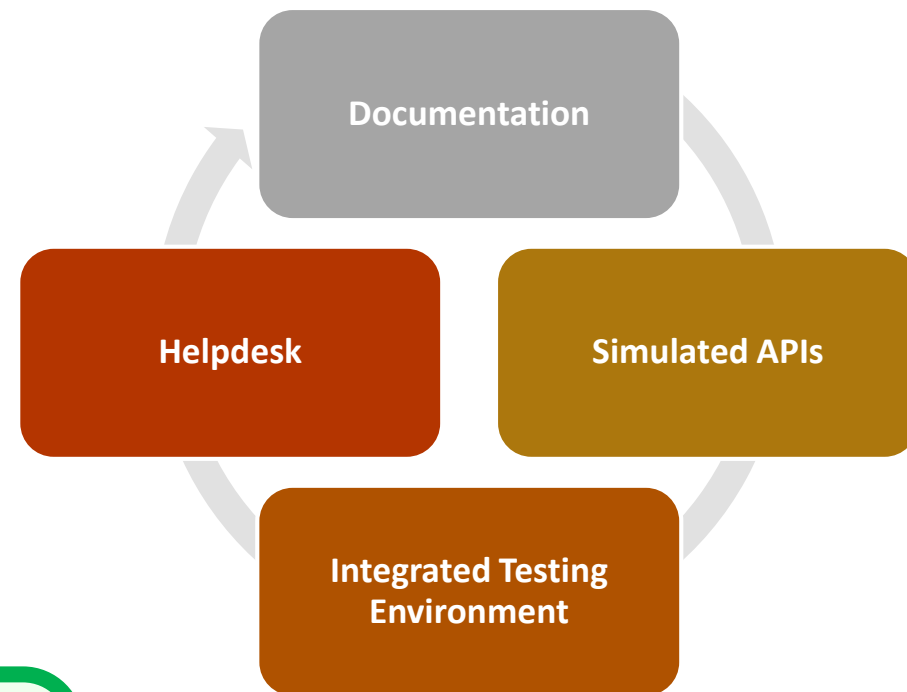 Documentation
Helpdesk
Simulated APIs
Integrated Testing
Environment